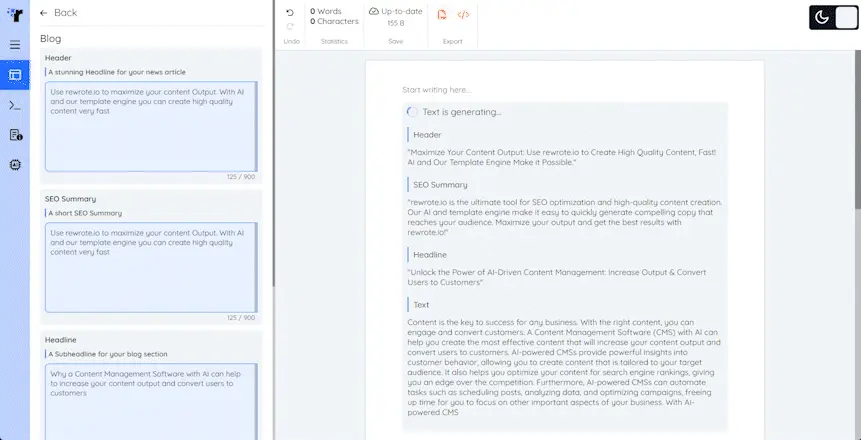 Back
Blog
Header
A stunning Headline for your news article
Use rewrote.io to maximize your content Output. With AI
and our template engine you can create high quality
content very fast
125 / 900
SEO Summary
A short SEO Summary
Use rewrote.io to maximize your content Output. With AI
and our template engine you can create high quality
content very fast
125 / 900
Headline
A Subheadline for your blog section
Why a Content Management Software with AI can help
to increase your content output and convert users to
customers
Undo
0 Words
0 Characters
Statistics
Up-to-date
155 B
Save
Export
Start writing here...
Text is generating...
Header
"Maximize Your Content Output: Use rewrote.io to Create High Quality Content, Fast!
AI and Our Template Engine Make it Possible."
SEO Summary
"rewrote.io is the ultimate tool for SEO optimization and high-quality content creation.
Our AI and template engine make it easy to quickly generate compelling copy that
reaches your audience. Maximize your output and get the best results with
rewrote.io!"
Headline
"Unlock the Power of AI-Driven Content Management: Increase Output & Convert
Users to Customers"
Text
Content is the key to success for any business. With the right content, you can
engage and convert customers. A Content Management Software (CMS) with AI can
help you create the most effective content that will increase your content output and
convert users to customers. AI-powered CMSs provide powerful insights into
customer behavior, allowing you to create content that is tailored to your target
audience. It also helps you optimize your content for search engine rankings, giving
you an edge over the competition. Furthermore, AI-powered CMSs can automate
tasks such as scheduling posts, analyzing data, and optimizing campaigns, freeing
up time for you to focus on other important aspects of your business. With AI-
powered CMS